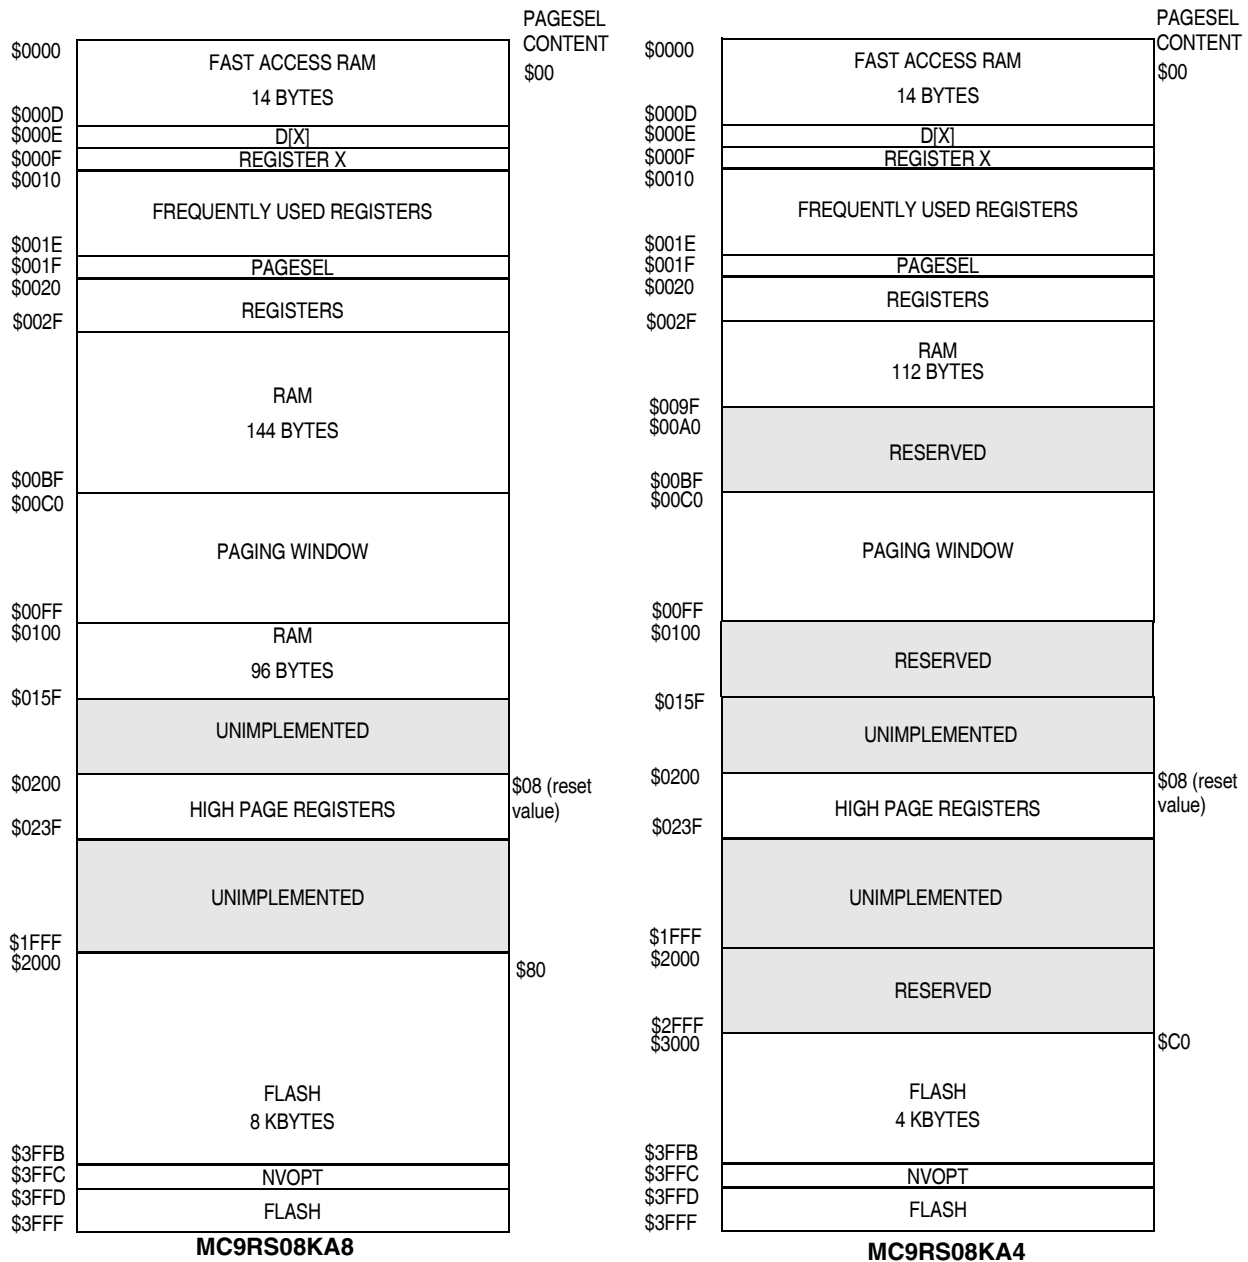 PAGESEL
CONTENT
$0000
FAST ACCESS RAM
$00
14 BYTES
$000D
$000E
D[X]
$000F
REGISTER X
$0010
FREQUENTLY USED REGISTERS
$001E
$001F
PAGESEL
$0020
REGISTERS
$002F
RAM
144 BYTES
$00BF
$00C0
PAGING WINDOW
$00FF
$0100
RAM
96 BYTES
$015F
UNIMPLEMENTED
$0200
$08 (reset
value)
HIGH PAGE REGISTERS
$023F
UNIMPLEMENTED
$1FFF
$2000
$80
FLASH
8 KBYTES
$3FFB
$3FFC
NVOPT
$3FFD
FLASH
$3FFF
MC9RS08KA8
PAGESEL
CONTENT
$0000
FAST ACCESS RAM
$00
14 BYTES
$000D
$000E
D[X]
$000F
REGISTER X
$0010
FREQUENTLY USED REGISTERS
$001E
$001F
PAGESEL
$0020
REGISTERS
$002F
RAM
112 BYTES
$009F
$00A0
RESERVED
$00BF
$00C0
PAGING WINDOW
$00FF
$0100
RESERVED
$015F
UNIMPLEMENTED
$0200
$08 (reset
value)
HIGH PAGE REGISTERS
$023F
UNIMPLEMENTED
$1FFF
$2000
RESERVED
$2FFF
$3000
$C0
FLASH
4 KBYTES
$3FFB
$3FFC
NVOPT
$3FFD
FLASH
$3FFF
MC9RS08KA4